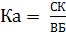 Ка = СК / ВБ